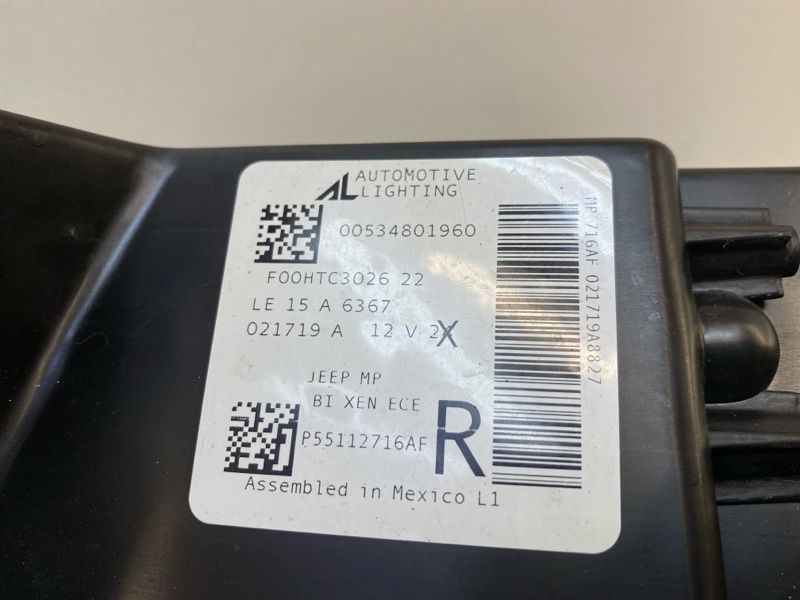 AL AUTOMOTIVE LIGHTING
00534801960
F00HTC3026 22
LE 15 A 6367
021719 A 12 V
JEEP MP
BI XEN ECE
P55112716AF
R
Assembled in Mexico L1
MP 716AF 021719A8827